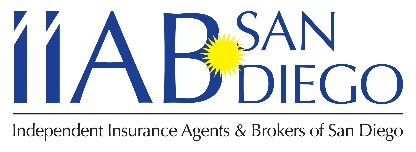 IIAB SAN DIEGO
Independent Insurance Agents & Brokers of San Diego